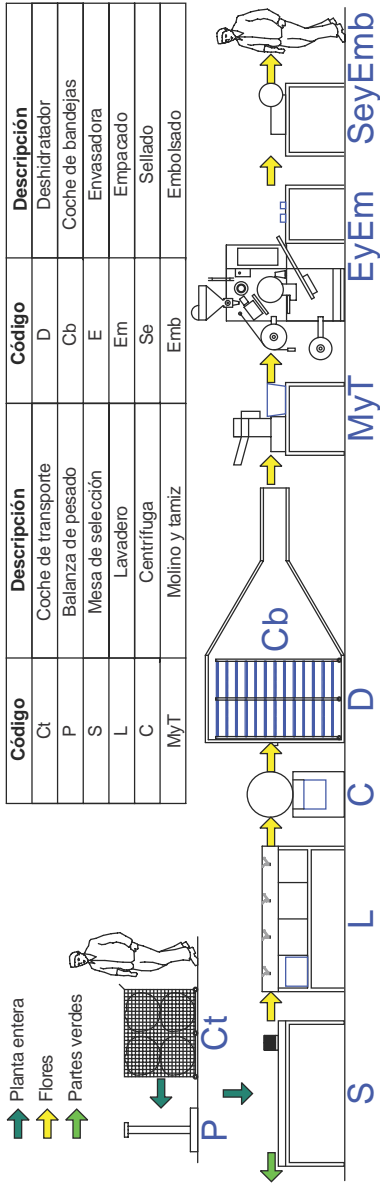 Planta entera
Flores
Partes verdes
Código Descripción Código Descripción
Ct Coche de transporte D Deshidratador
P Balanza de pesado Cb Coche de bandejas
S Mesa de selección E Envasadora
L Lavadero Em Empacado
C Centrífuga Se Sellado
MyT Molino y tamiz Emb Embolsado
P Ct
Cb
S L C D MyT EyEm SeyEmb